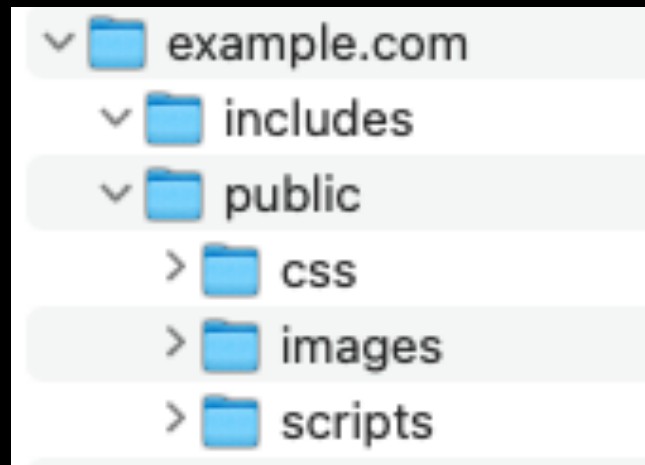 example.com
includes
public
css
images
scripts